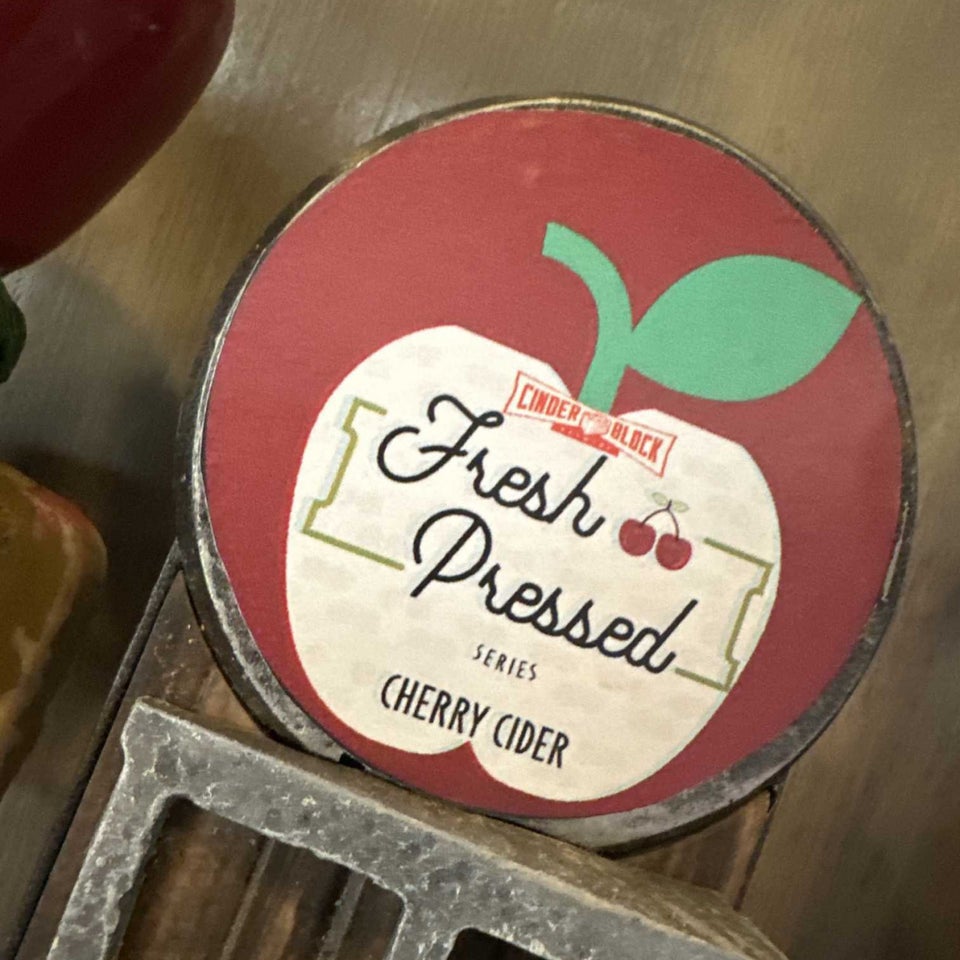 CINDER BLOCK
Fresh
Pressed
SERIES
CHERRY CIDER